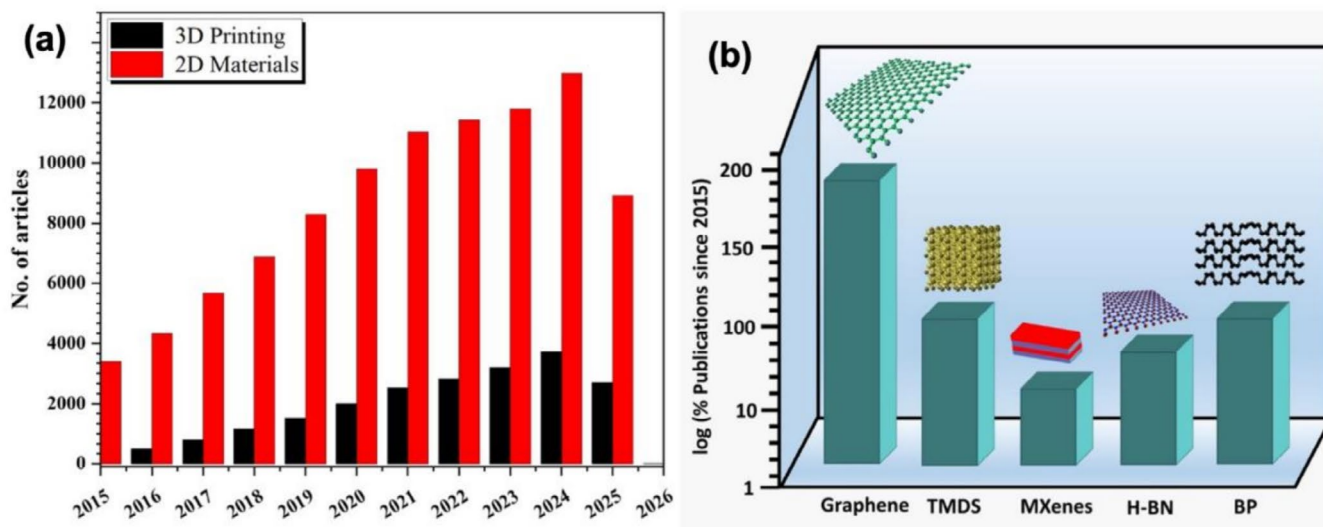 (a)
3D Printing
2D Materials
No. of articles
12000
10000
8000
6000
4000
2000
0
2015 2016 2017 2018 2019 2020 2021 2022 2023 2024 2025 2026
(b)
log (% Publications since 2015)
200
150
100
10
1
Graphene TMDS MXenes H-BN BP